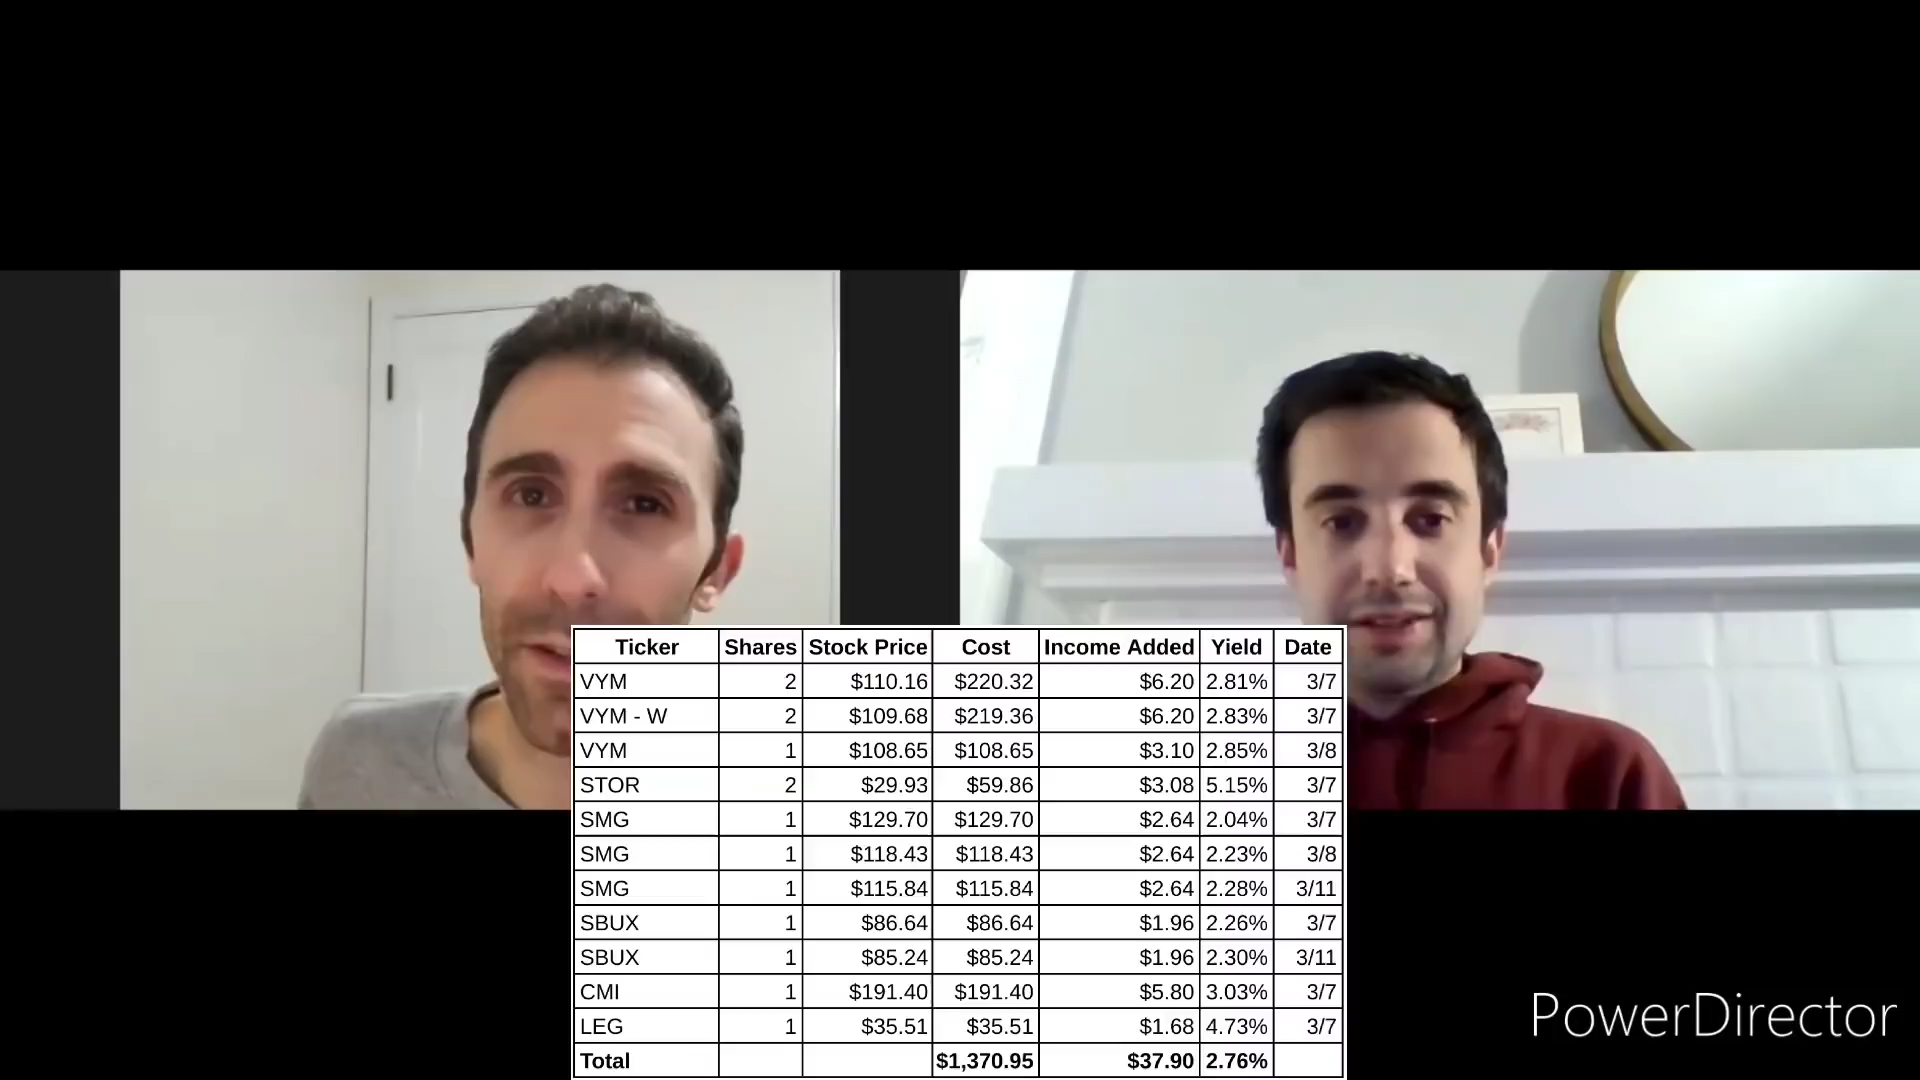 Ticker Shares Stock Price Cost Income Added Yield Date
VYM 2 $110.16 $220.32 $6.20 2.81% 3/7
VYM - W 2 $109.68 $219.36 $6.20 2.83% 3/7
VYM 1 $108.65 $108.65 $3.10 2.85% 3/8
STOR 2 $29.93 $59.86 $3.08 5.15% 3/7
SMG 1 $129.70 $129.70 $2.64 2.04% 3/7
SMG 1 $118.43 $118.43 $2.64 2.23% 3/8
SMG 1 $115.84 $115.84 $2.64 2.28% 3/11
SBUX 1 $86.64 $86.64 $1.96 2.26% 3/7
SBUX 1 $85.24 $85.24 $1.96 2.30% 3/11
CMI 1 $191.40 $191.40 $5.80 3.03% 3/7
LEG 1 $35.51 $35.51 $1.68 4.73% 3/7
Total $1,370.95 $37.90 2.76%
PowerDirector